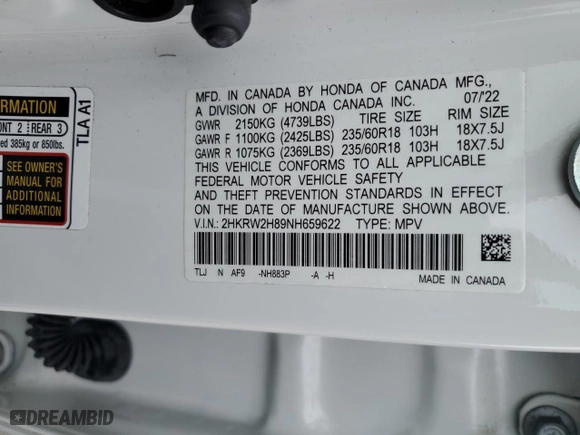 RMATION
ONT 2 REAR 3
ed 385kg or 850lbs.
SEE OWNER'S
MANUAL FOR
ADDITIONAL
INFORMATION
TLA A1
MFD. IN CANADA BY HONDA OF CANADA MFG.,
A DIVISION OF HONDA CANADA INC. 07/'22
GVWR 2150KG (4739LBS) TIRE SIZE RIM SIZE
GAWR F 1100KG (2425LBS) 235/60R18 103H 18X7.5J
GAWR R 1075KG (2369LBS) 235/60R18 103H 18X7.5J
THIS VEHICLE CONFORMS TO ALL APPLICABLE
FEDERAL MOTOR VEHICLE SAFETY
AND THEFT PREVENTION STANDARDS IN EFFECT
ON THE DATE OF MANUFACTURE SHOWN ABOVE.
V.I.N.: 2HKRW2H89NH659622 TYPE: MPV
TLJ N AF9 -NH883P -A -H MADE IN CANADA
DREAMBID